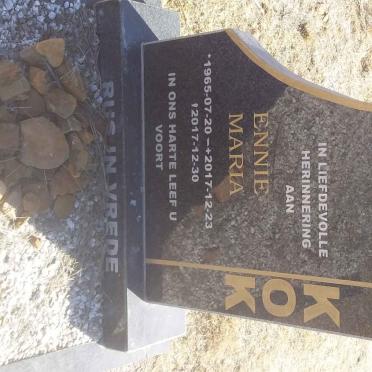 IN LIEFDEVOLLE
HERINNERING
AAN
ENNIE
MARIA
*1965-07-20 – +2017-12-23
†2017-12-30
IN ONS HARTE LEEF U
VOORT
KOK
RUS IN VREDE